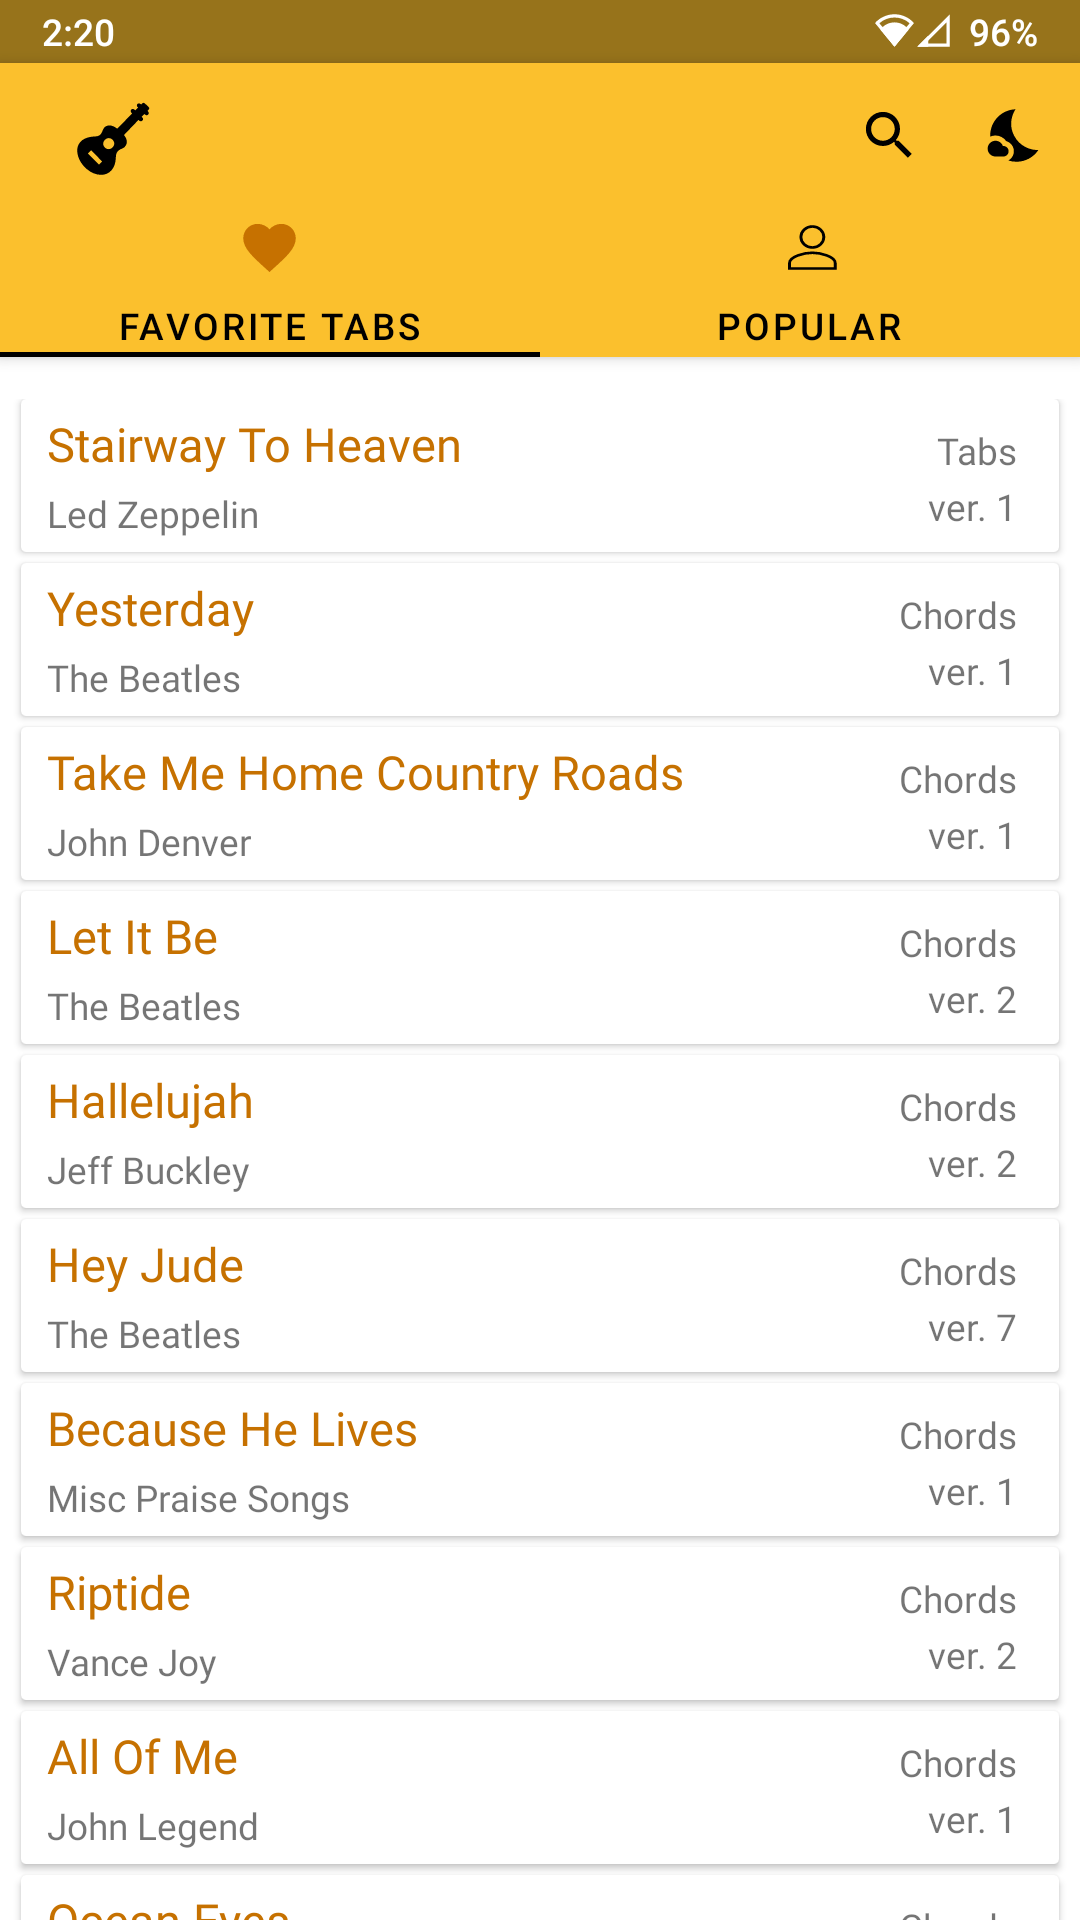 2:20
96%
FAVORITE TABS
POPULAR
Stairway To Heaven
Tabs
Led Zeppelin
ver. 1
Yesterday
Chords
The Beatles
ver. 1
Take Me Home Country Roads
Chords
John Denver
ver. 1
Let It Be
Chords
The Beatles
ver. 2
Hallelujah
Chords
Jeff Buckley
ver. 2
Hey Jude
Chords
The Beatles
ver. 7
Because He Lives
Chords
Misc Praise Songs
ver. 1
Riptide
Chords
Vance Joy
ver. 2
All Of Me
Chords
John Legend
ver. 1
Ocean Eyes
Chords